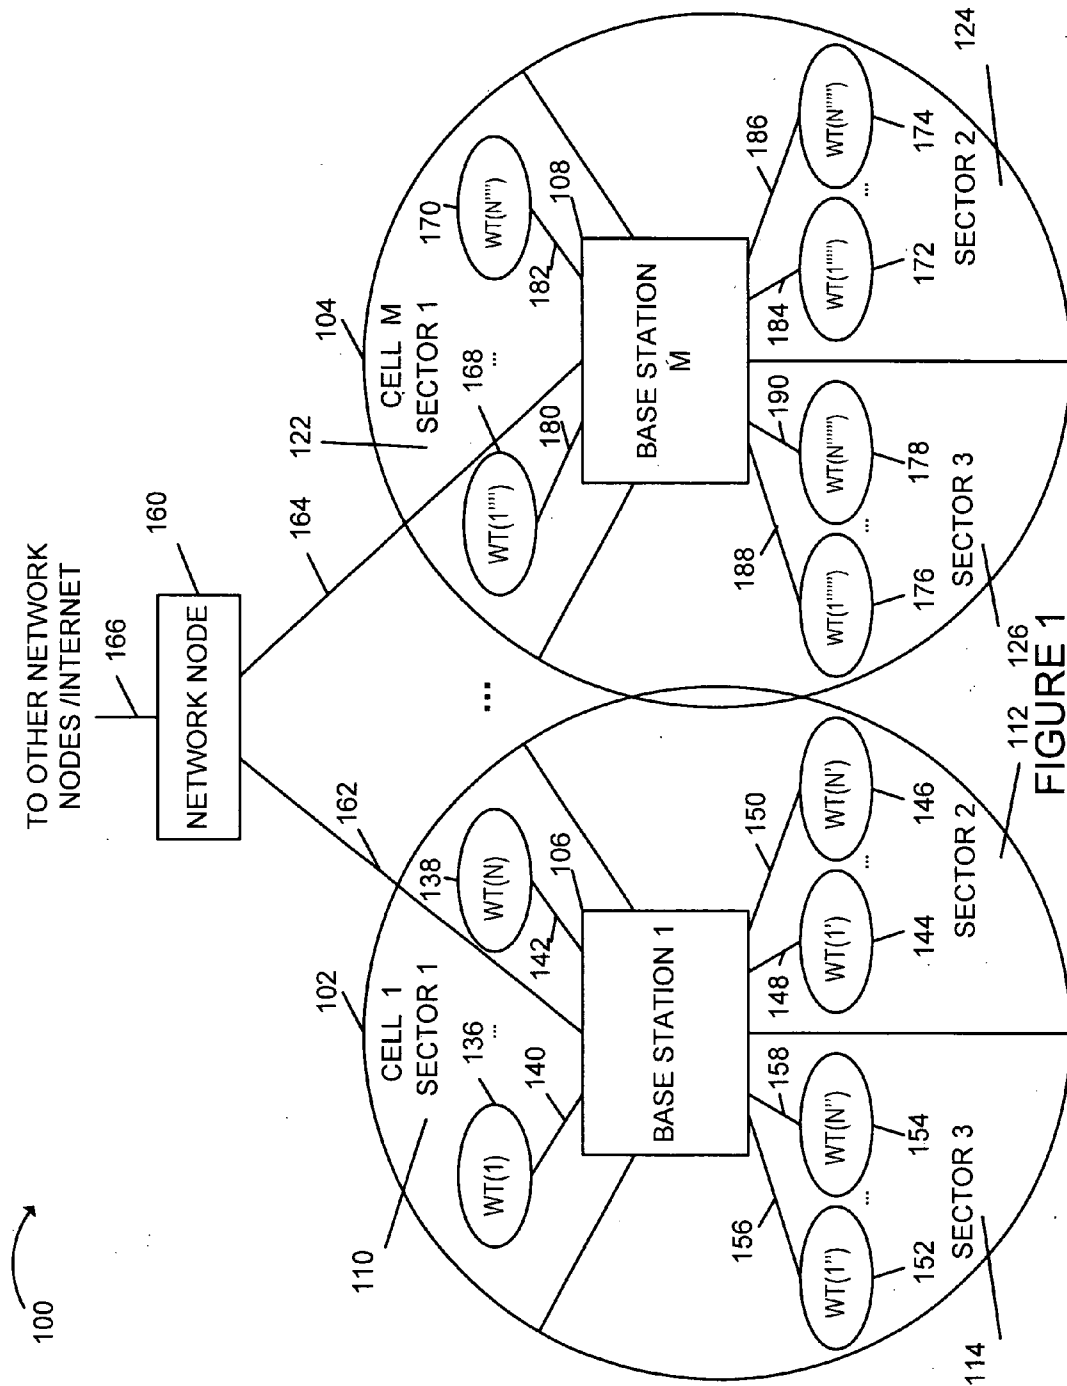 100
TO OTHER NETWORK
NODES /INTERNET
166
NETWORK NODE
160
162
164
102
104
CELL 1
SECTOR 1
110
CELL M
SECTOR 1
122
...
136
...
138
WT(1)
WT(N)
140
142
106
168
...
170
WT(1'''')
WT(N'''')
180
182
108
BASE STATION 1
BASE STATION
M
156
158
148
150
188
190
184
186
WT(1'')
...
WT(N'')
WT(1')
...
WT(N')
WT(1'''''')
...
WT(N'''''')
WT(1''''')
...
WT(N''''')
152
154
144
146
176
178
172
174
SECTOR 3
SECTOR 2
SECTOR 3
SECTOR 2
114
112
126
124
FIGURE 1